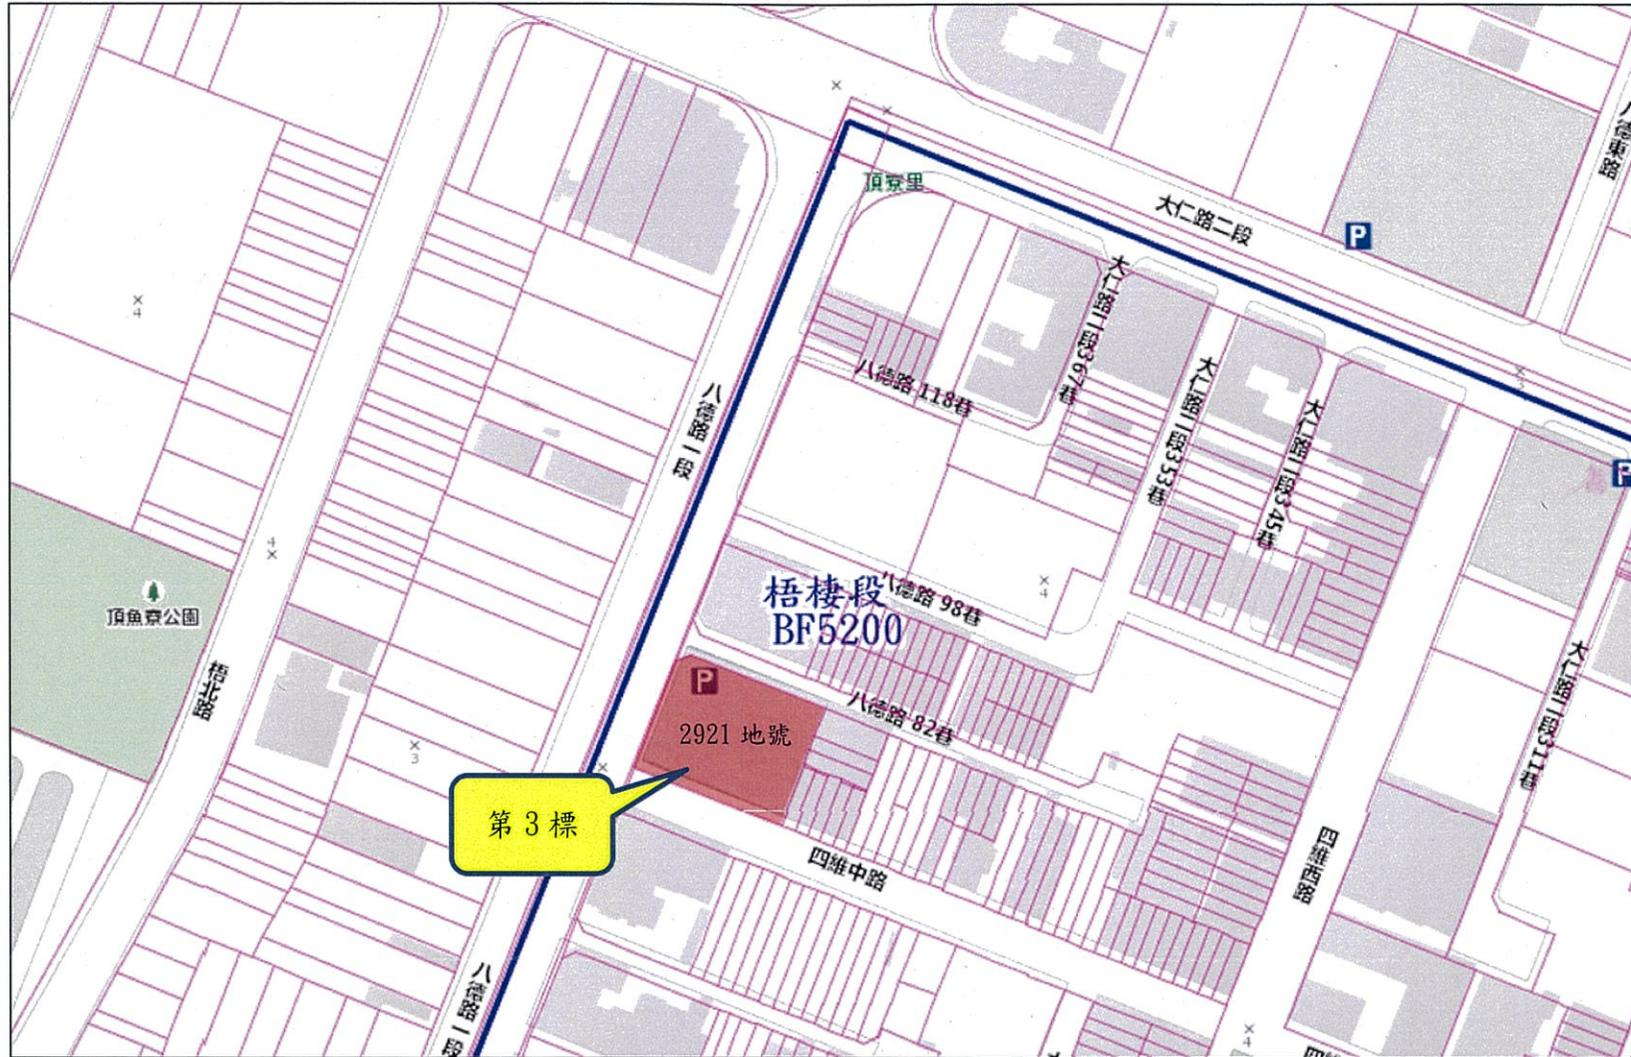 八德東路
頂寮里
大仁路二段
P
大仁路二段367巷
大仁路二段353巷
大仁路二段345巷
八德路 118巷
八德路一段
P
4
4
頂魚寮公園
梧北路
梧棲段
BF5200
八德路 98巷
4
P
2921 地號
八德路 82巷
大仁路二段311巷
3
第 3 標
四維中路
四維西路
八德路一段
4